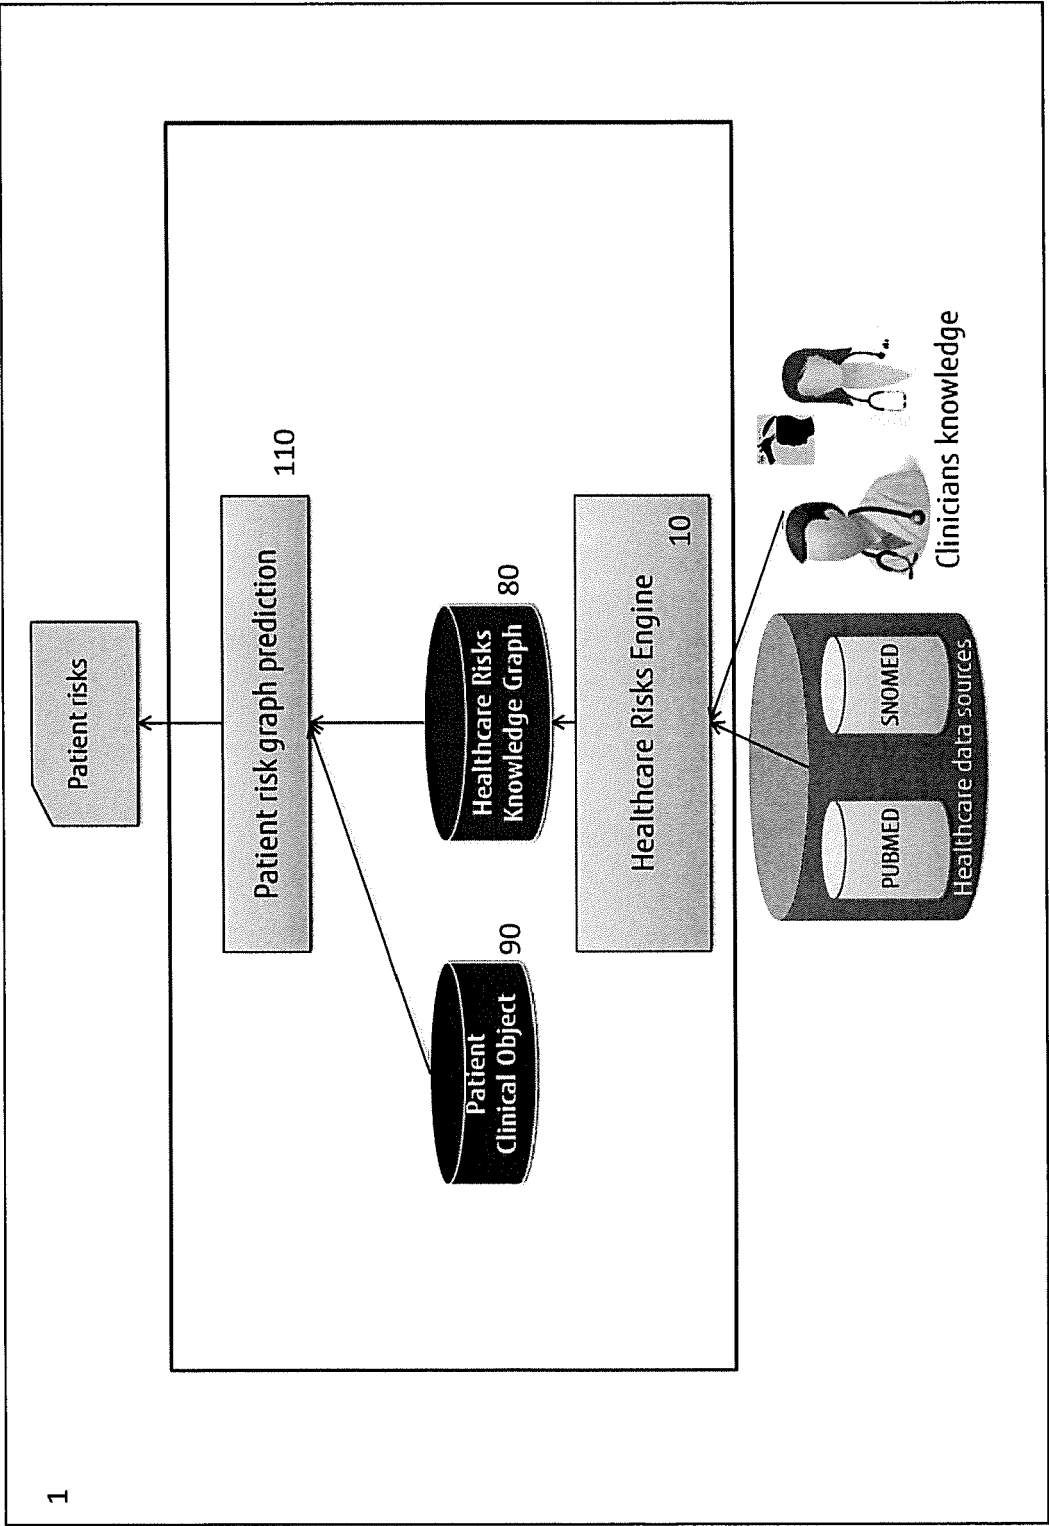 1
Patient risks
Patient risk graph prediction
110
Patient
Clinical Object
90
Healthcare Risks
Knowledge Graph
80
Healthcare Risks Engine
10
PUBMED
SNOMED
Healthcare data sources
Clinicians knowledge